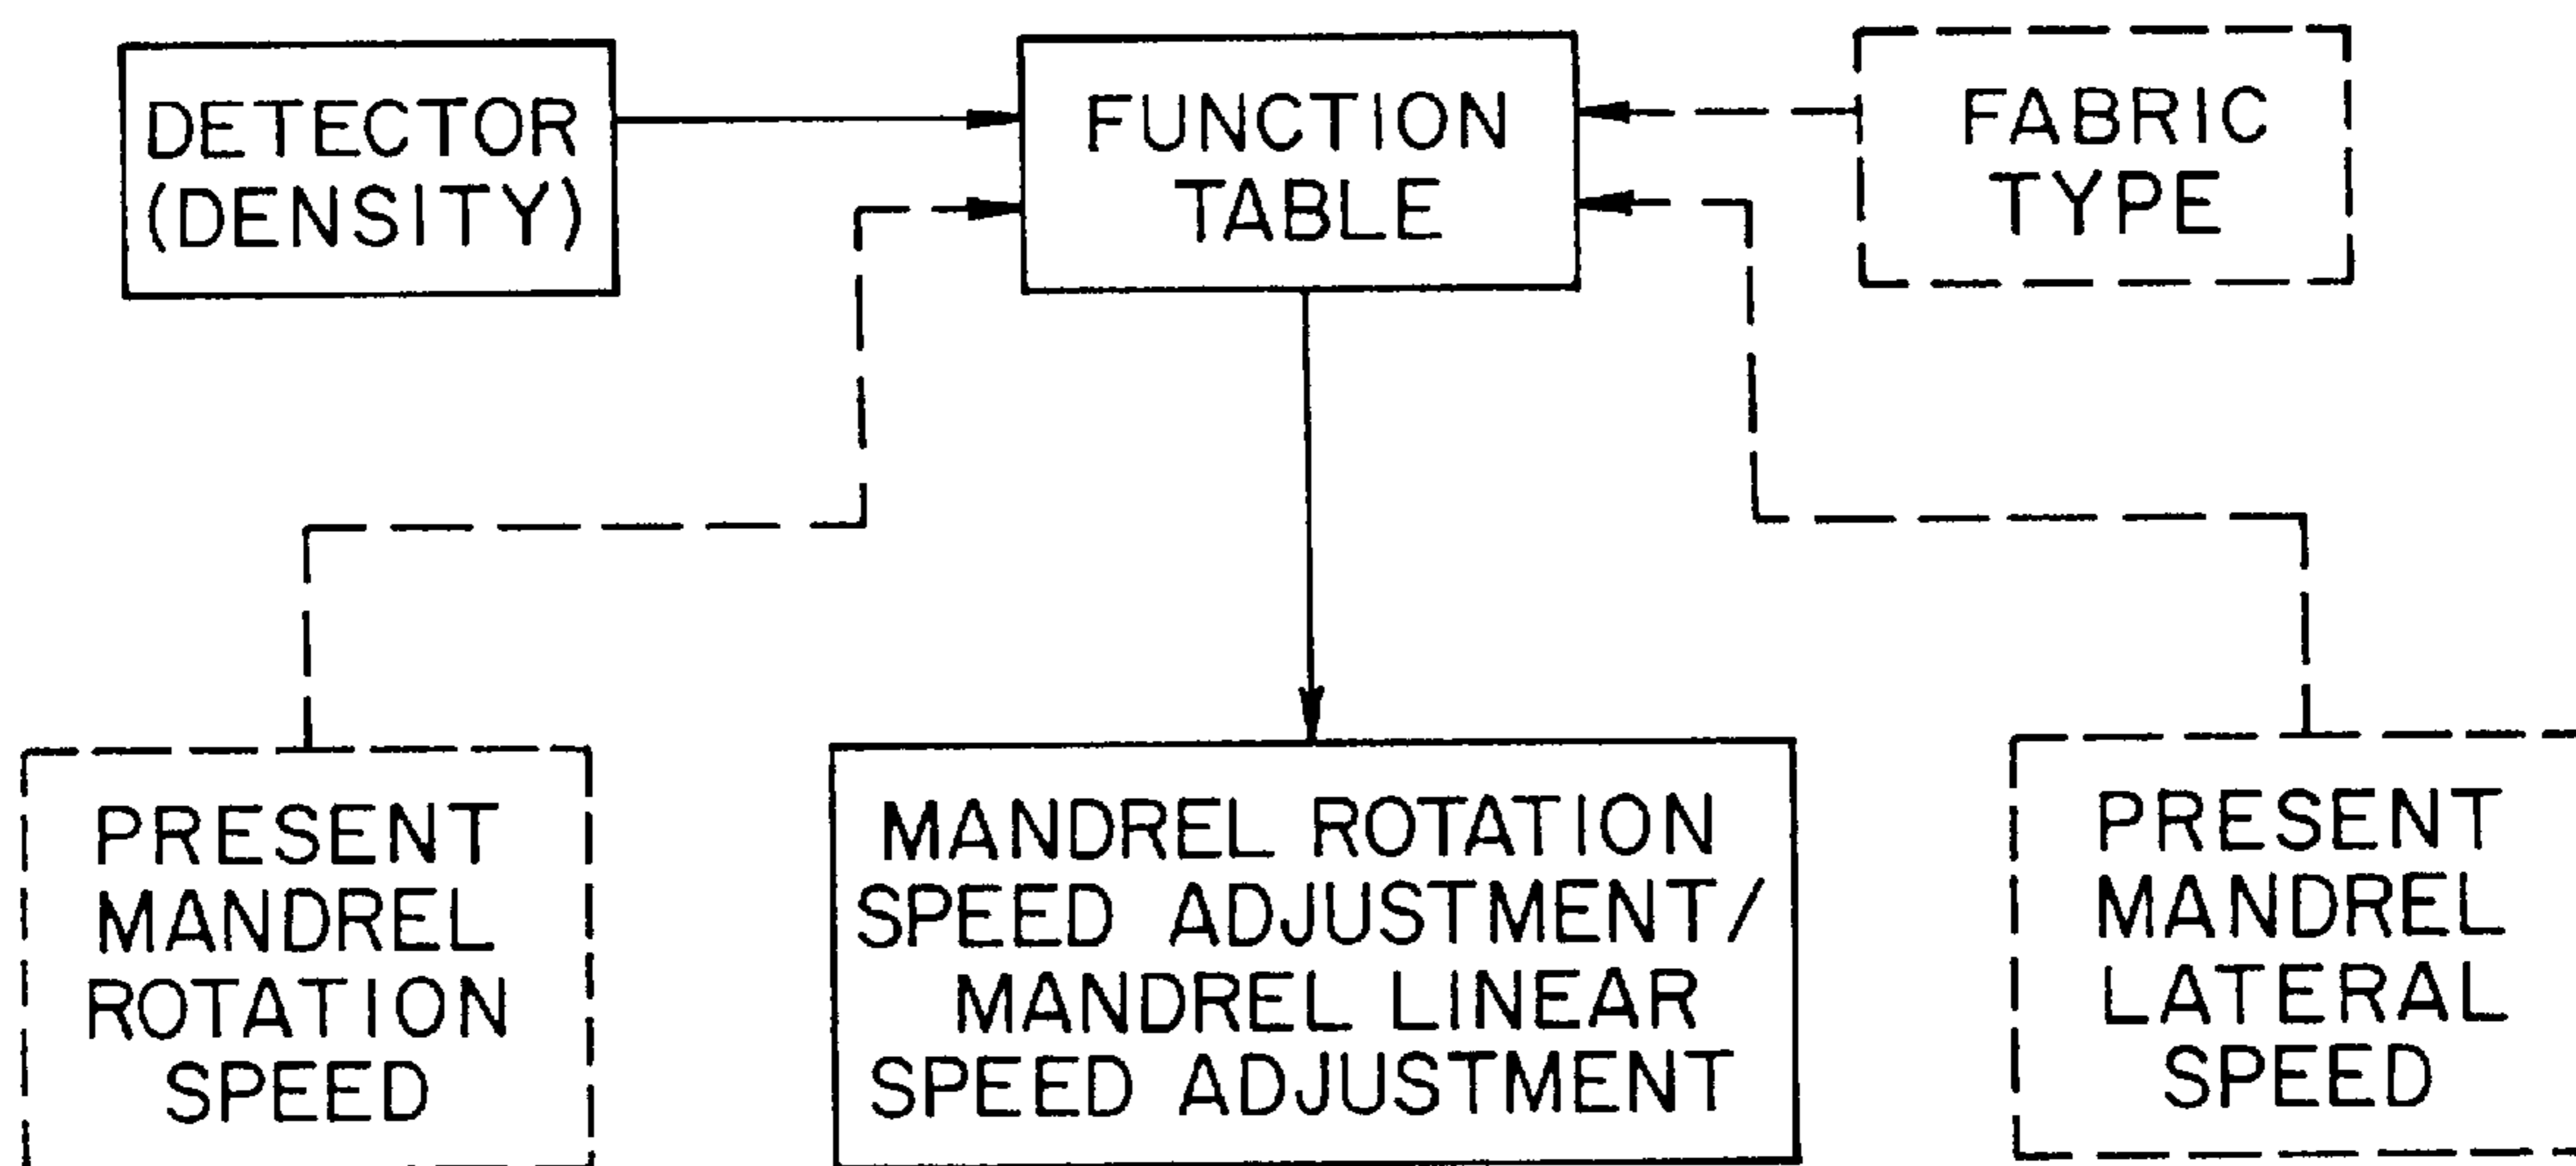 DETECTOR
(DENSITY)
FUNCTION
TABLE
FABRIC
TYPE
PRESENT
MANDREL
ROTATION
SPEED
MANDREL ROTATION
SPEED ADJUSTMENT/
MANDREL LINEAR
SPEED ADJUSTMENT
PRESENT
MANDREL
LATERAL
SPEED